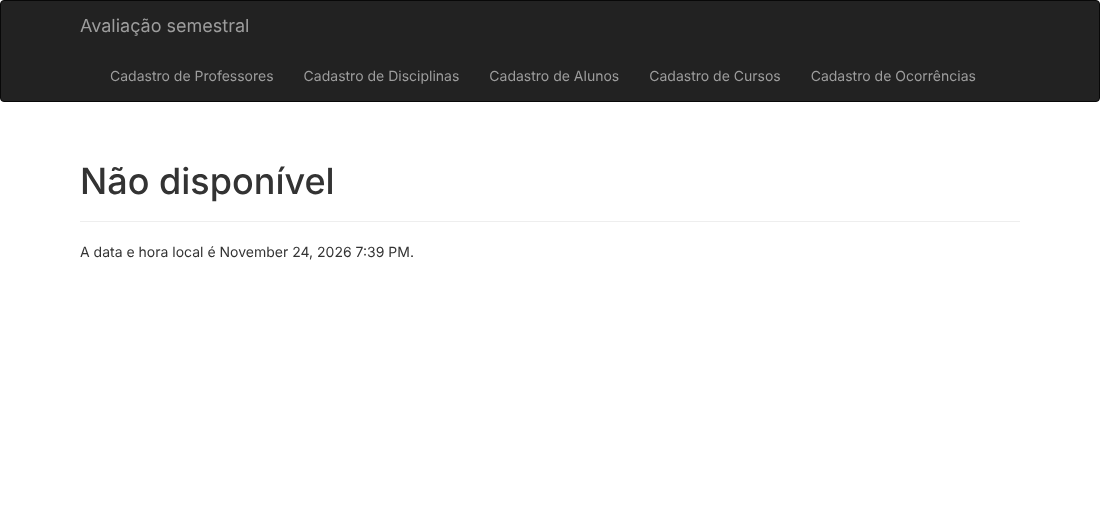 Avaliação semestral
Cadastro de Professores Cadastro de Disciplinas Cadastro de Alunos Cadastro de Cursos Cadastro de Ocorrências
Não disponível
A data e hora local é November 24, 2026 7:39 PM.